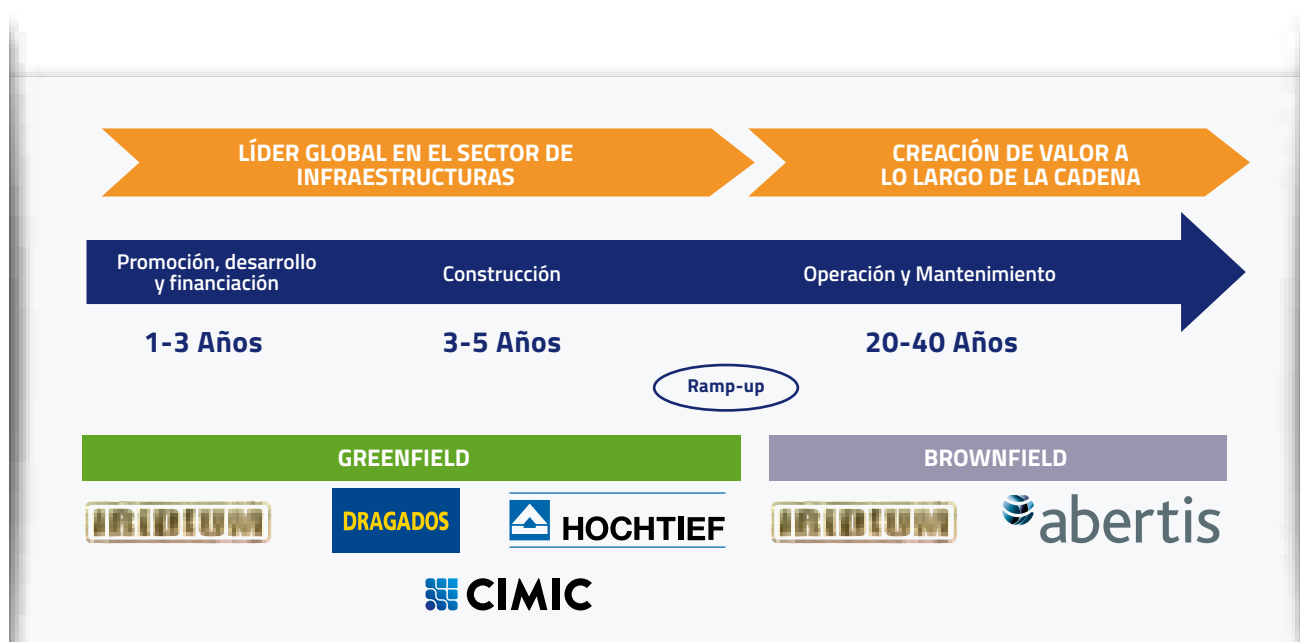 LÍDER GLOBAL EN EL SECTOR DE
INFRAESTRUCTURAS
CREACIÓN DE VALOR A
LO LARGO DE LA CADENA
Promoción, desarrollo
y financiación
Construcción
Operación y Mantenimiento
1-3 Años
3-5 Años
20-40 Años
Ramp-up
GREENFIELD
BROWNFIELD
IRIDIUM
DRAGADOS
HOCHTIEF
IRIDIUM
abertis
CIMIC